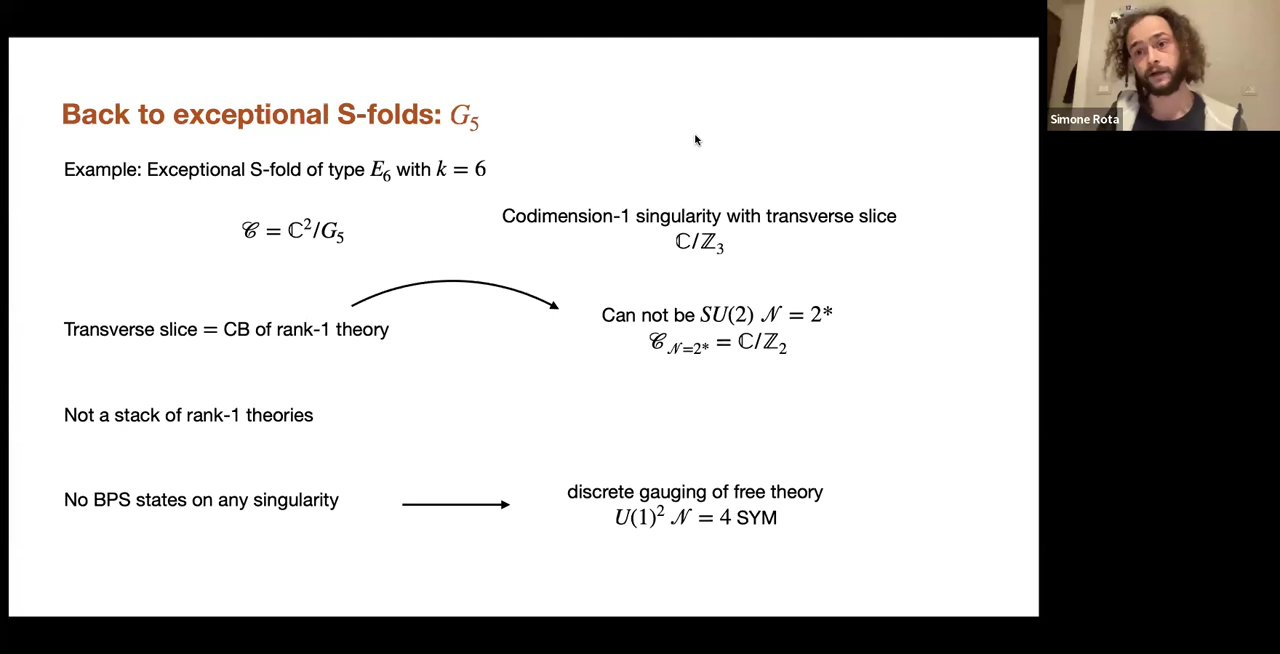 Back to exceptional S-folds: G₅
Example: Exceptional S-fold of type E₆ with k = 6
𝒞 = ℂ²/G₅
Codimension-1 singularity with transverse slice
ℂ/ℤ₃
Transverse slice = CB of rank-1 theory
Can not be SU(2) 𝒩 = 2*
𝒞_𝒩=2* = ℂ/ℤ₂
Not a stack of rank-1 theories
No BPS states on any singularity
discrete gauging of free theory
U(1)² 𝒩 = 4 SYM
Simone Rota